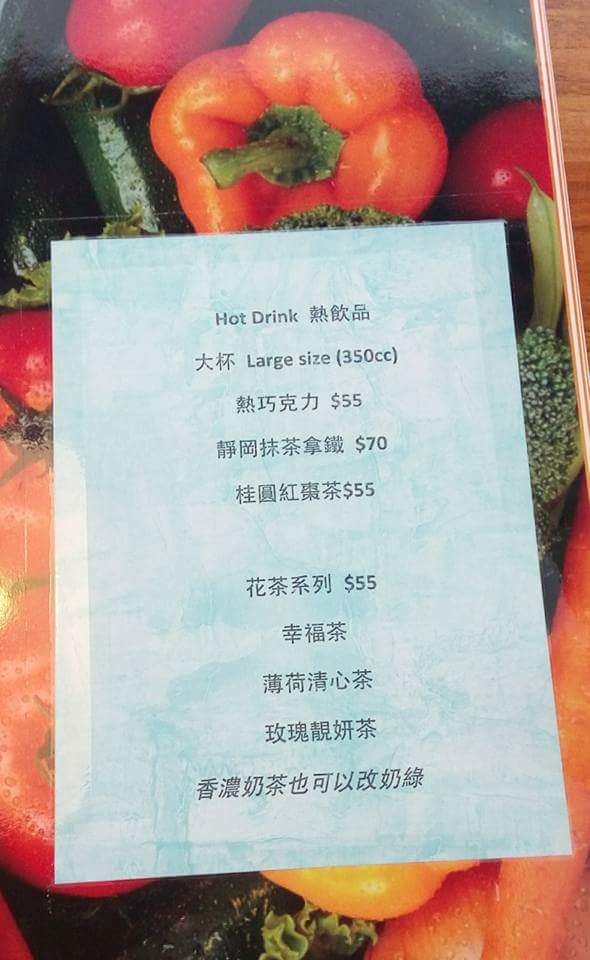 Hot Drink 熱飲品
大杯 Large size (350cc)
熱巧克力 $55
靜岡抹茶拿鐵 $70
桂圓紅棗茶$55
花茶系列 $55
幸福茶
薄荷清心茶
玫瑰靚妍茶
香濃奶茶也可以改奶綠